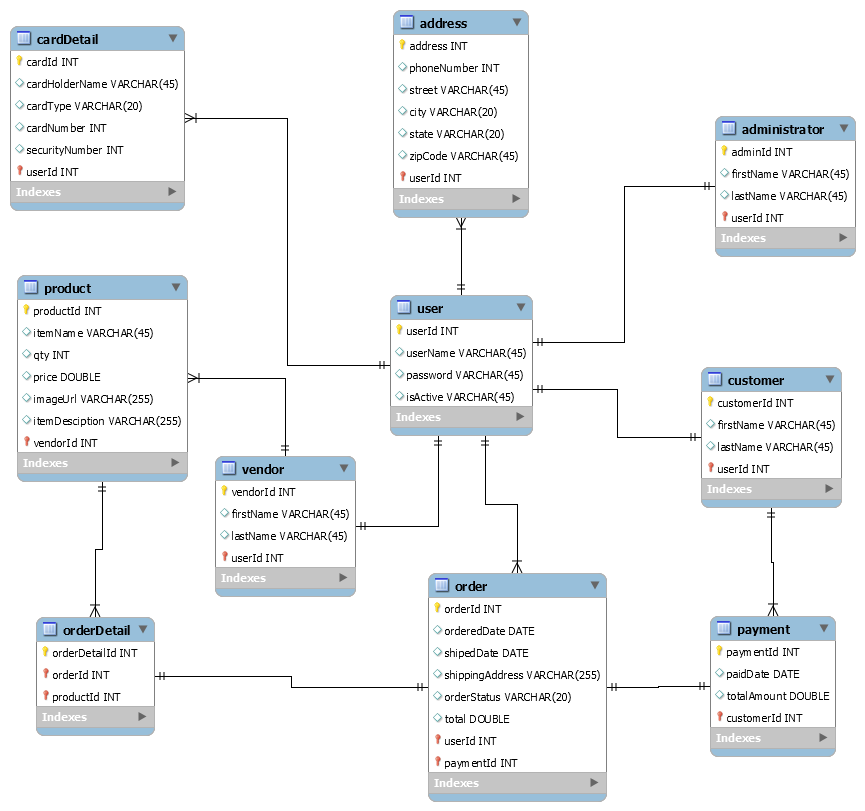 cardDetail
cardId INT
cardHolderName VARCHAR(45)
cardType VARCHAR(20)
cardNumber INT
securityNumber INT
userId INT
Indexes
address
address INT
phoneNumber INT
street VARCHAR(45)
city VARCHAR(20)
state VARCHAR(20)
zipCode VARCHAR(45)
userId INT
Indexes
administrator
adminId INT
firstName VARCHAR(45)
lastName VARCHAR(45)
userId INT
Indexes
product
productId INT
itemName VARCHAR(45)
qty INT
price DOUBLE
imageUrl VARCHAR(255)
itemDesciption VARCHAR(255)
vendorId INT
Indexes
user
userId INT
userName VARCHAR(45)
password VARCHAR(45)
isActive VARCHAR(45)
Indexes
customer
customerId INT
firstName VARCHAR(45)
lastName VARCHAR(45)
userId INT
Indexes
vendor
vendorId INT
firstName VARCHAR(45)
lastName VARCHAR(45)
userId INT
Indexes
orderDetail
orderDetailId INT
orderId INT
productId INT
Indexes
order
orderId INT
orderedDate DATE
shipedDate DATE
shippingAddress VARCHAR(255)
orderStatus VARCHAR(20)
total DOUBLE
userId INT
paymentId INT
Indexes
payment
paymentId INT
paidDate DATE
totalAmount DOUBLE
customerId INT
Indexes